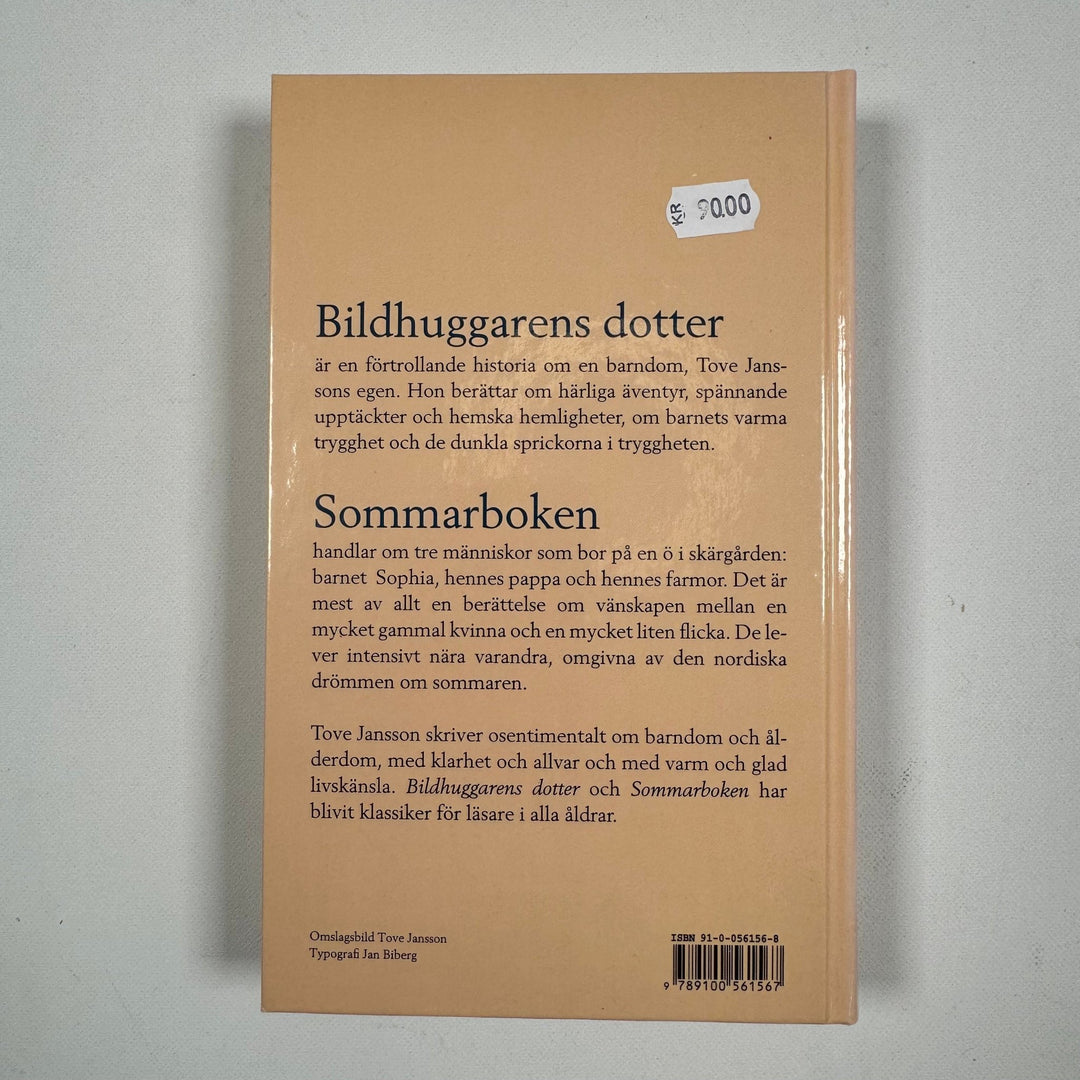 KR 90.00
Bildhuggarens dotter
är en förtrollande historia om en barndom, Tove Jans-
sons egen. Hon berättar om härliga äventyr, spännande
upptäckter och hemska hemligheter, om barnets varma
trygghet och de dunkla sprickorna i tryggheten.
Sommarboken
handlar om tre människor som bor på en ö i skärgården:
barnet Sophia, hennes pappa och hennes farmor. Det är
mest av allt en berättelse om vänskapen mellan en
mycket gammal kvinna och en mycket liten flicka. De le-
ver intensivt nära varandra, omgivna av den nordiska
drömmen om sommaren.
Tove Jansson skriver osentimentalt om barndom och ål-
derdom, med klarhet och allvar och med varm och glad
livskänsla. Bildhuggarens dotter och Sommarboken har
blivit klassiker för läsare i alla åldrar.
Omslagsbild Tove Jansson
Typografi Jan Biberg
ISBN 91-0-056156-8
9 789100 561567